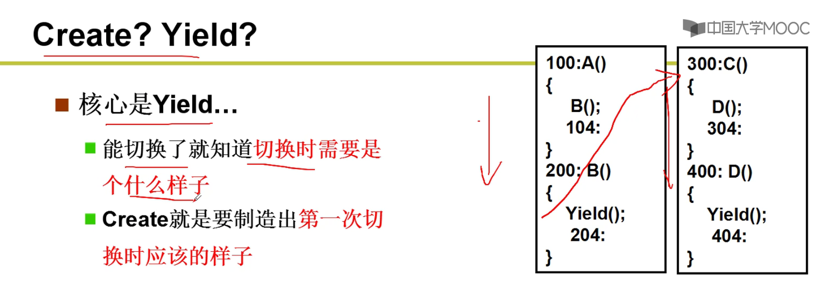 Create? Yield?
中国大学MOOC
核心是Yield...
能切换了就知道切换时需要是
个什么样子
Create就是要制造出第一次切
换时应该的样子
100:A()
{
B();
104:
}
200: B()
{
Yield();
204:
}
300:C()
{
D();
304:
}
400: D()
{
Yield();
404:
}